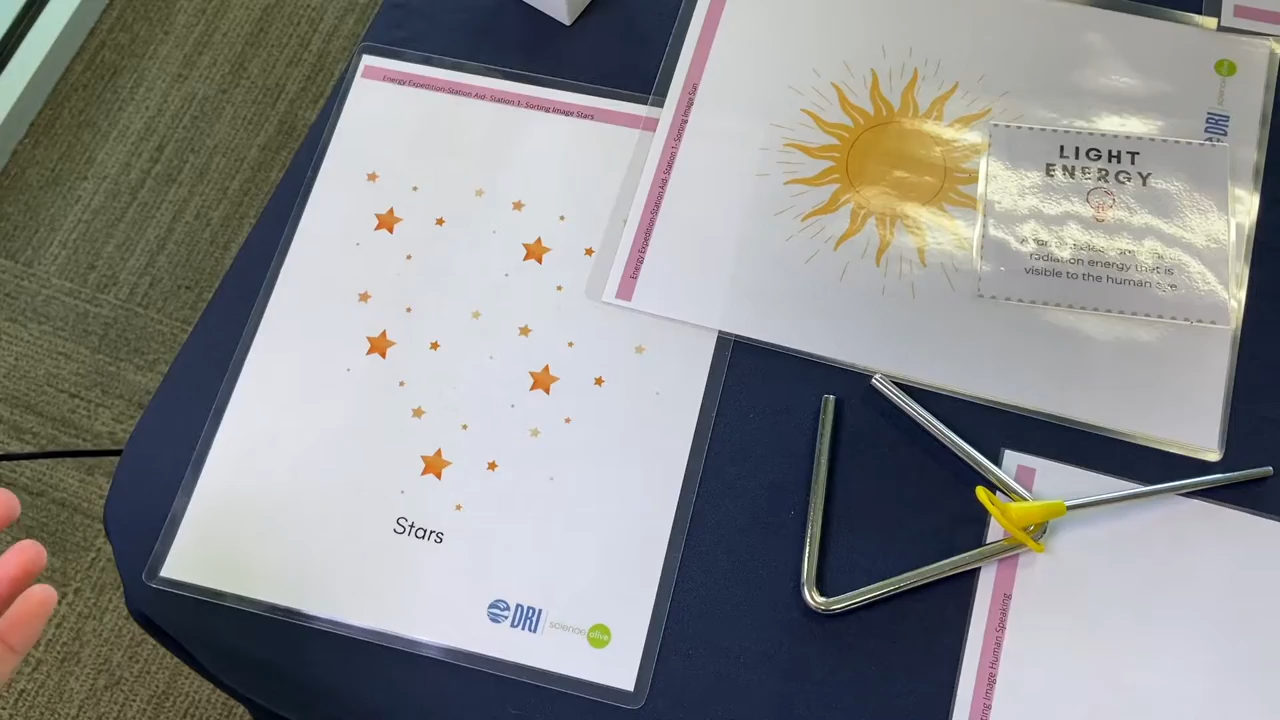 Energy Expedition-Station Aid- Station 1- Sorting Image Stars
Stars
DRI
science alive
Energy Expedition-Station Aid- Station 1-Sorting Image Sun
DRI
LIGHT
ENERGY
radiation energy that is
visible to the human eye
Image Human Speaking